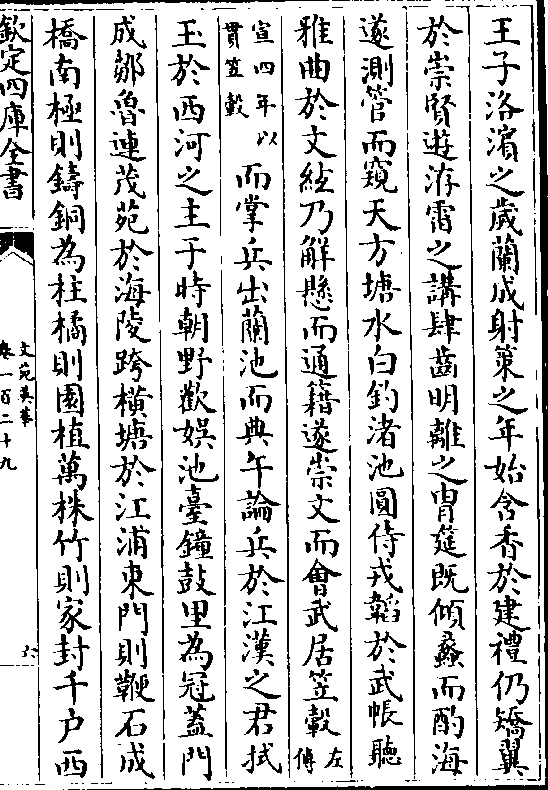 王子洛濱之歲蘭成射策之年始含香於建禮仍矯翼
於崇賢遊洊雷之講肆齒明離之胄筵既傾蠡而酌海
遂測管而窺天方塘水白釣渚池圓侍戎韜於武帳聽
雅曲於文絃乃解懸而通籍遂崇文而會武居笠轂左傳
宣四年以貫笠轂而掌兵出蘭池而典午論兵於江漢之君拭
玉於西河之主于時朝野歡娛池臺鐘鼓里為冠蓋門
成鄒魯連茂苑於海陵跨橫塘於江浦東門則鞭石成
橋南極則鑄銅為柱橘則園植萬株竹則家封千户西
欽定四庫全書
文苑英華
卷一百二十九
六